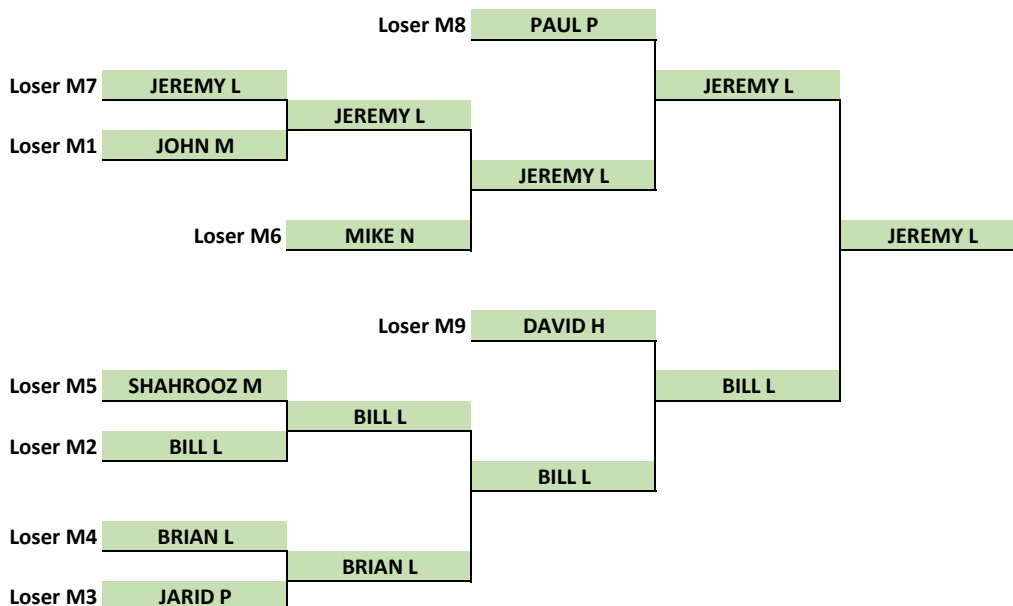 Loser M8 PAUL P
Loser M7 JEREMY L JEREMY L
JEREMY L
Loser M1 JOHN M
JEREMY L
Loser M6 MIKE N JEREMY L
Loser M9 DAVID H
Loser M5 SHAHROOZ M BILL L
BILL L
Loser M2 BILL L
BILL L
Loser M4 BRIAN L
BRIAN L
Loser M3 JARID P